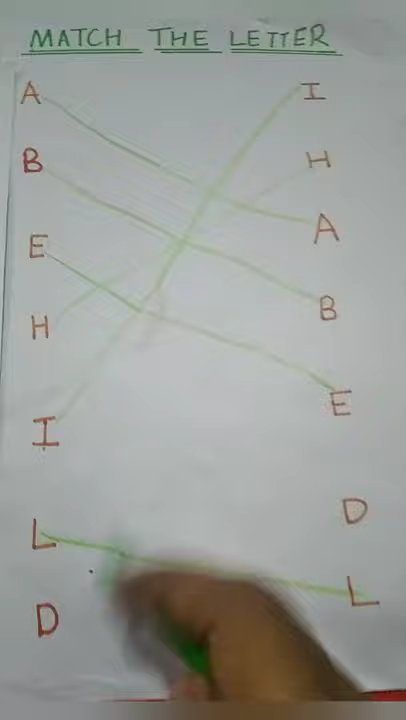 MATCH THE LETTER
A I
B H
E A
H B
I E
L D
D L